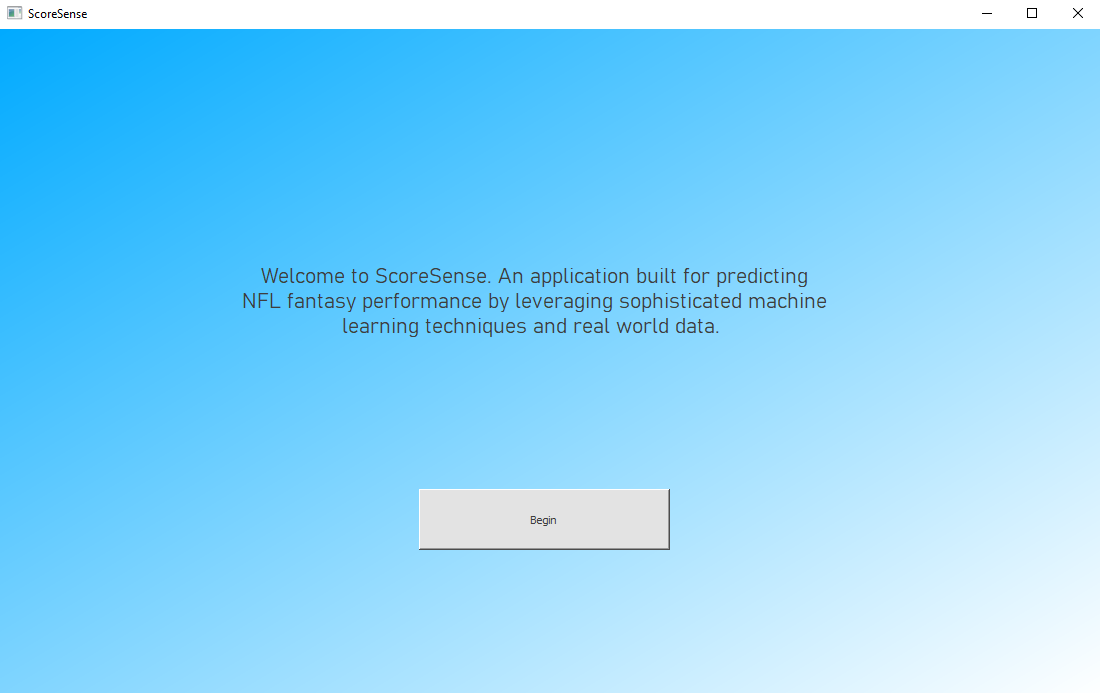 ScoreSense
Welcome to ScoreSense. An application built for predicting
NFL fantasy performance by leveraging sophisticated machine
learning techniques and real world data.
Begin